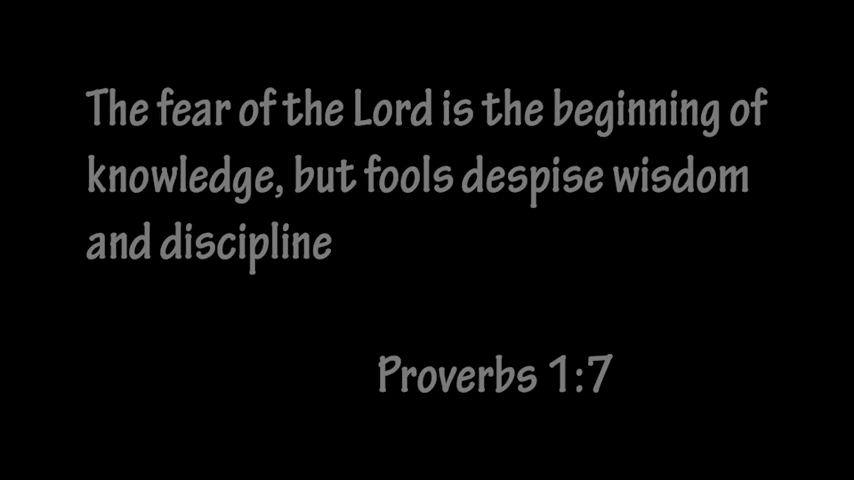 The fear of the Lord is the beginning of
knowledge, but fools despise wisdom
and discipline
Proverbs 1:7